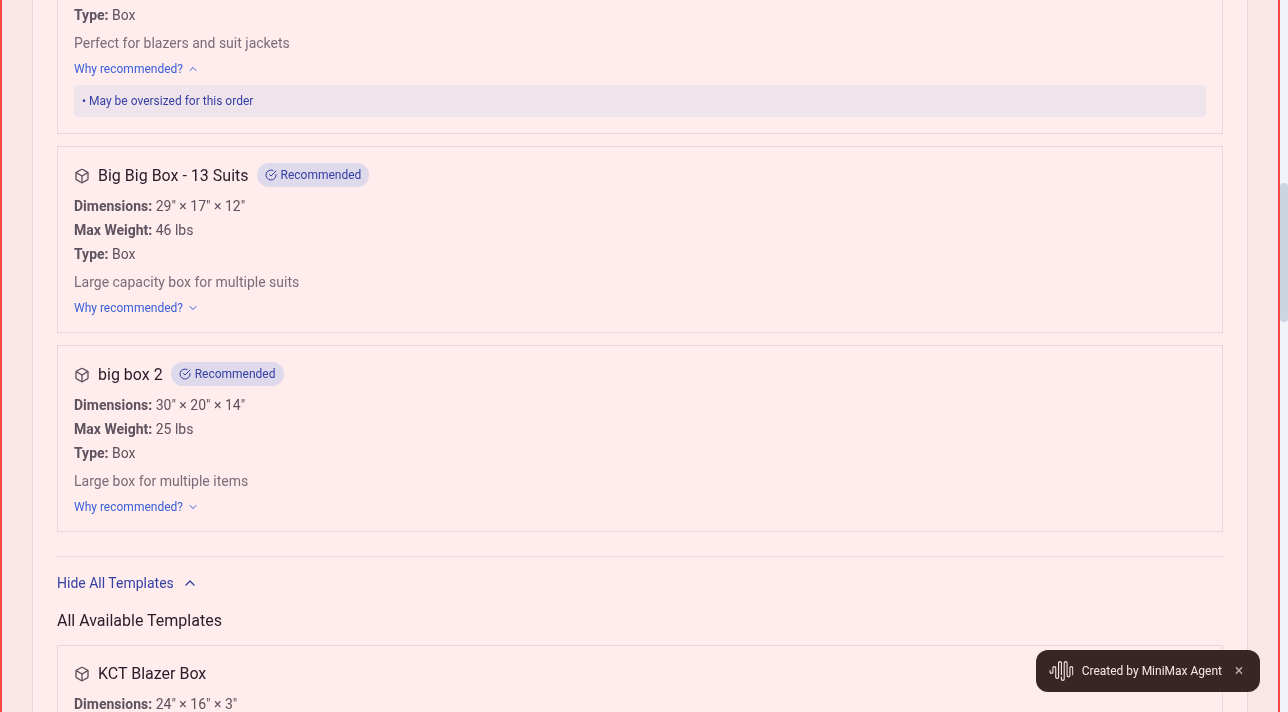 Type: Box
Perfect for blazers and suit jackets
Why recommended?
• May be oversized for this order
Big Big Box - 13 Suits
Recommended
Dimensions: 29" × 17" × 12"
Max Weight: 46 lbs
Type: Box
Large capacity box for multiple suits
Why recommended?
big box 2
Recommended
Dimensions: 30" × 20" × 14"
Max Weight: 25 lbs
Type: Box
Large box for multiple items
Why recommended?
Hide All Templates
All Available Templates
KCT Blazer Box
Dimensions: 24" × 16" × 3"
Created by MiniMax Agent ×